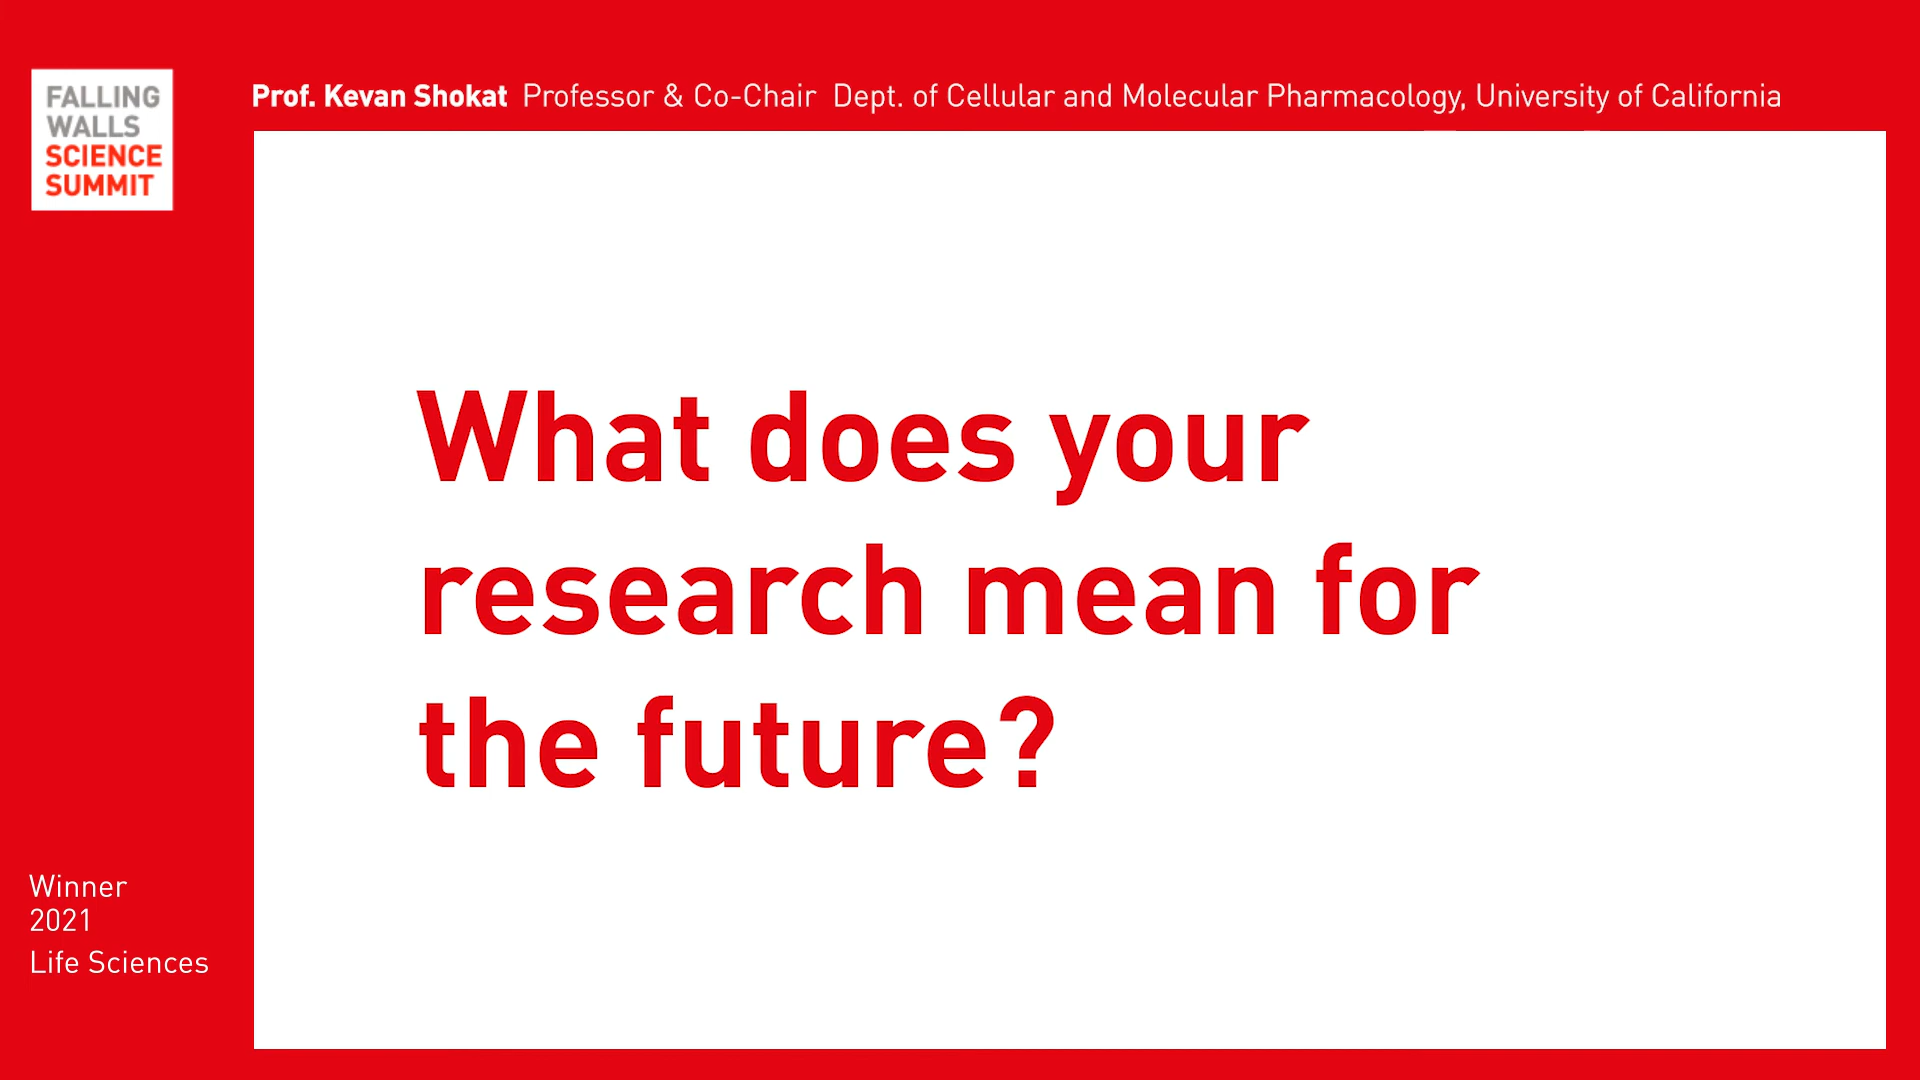 FALLING
WALLS
SCIENCE
SUMMIT
Prof. Kevan Shokat Professor & Co-Chair Dept. of Cellular and Molecular Pharmacology, University of California
What does your
research mean for
the future?
Winner
2021
Life Sciences